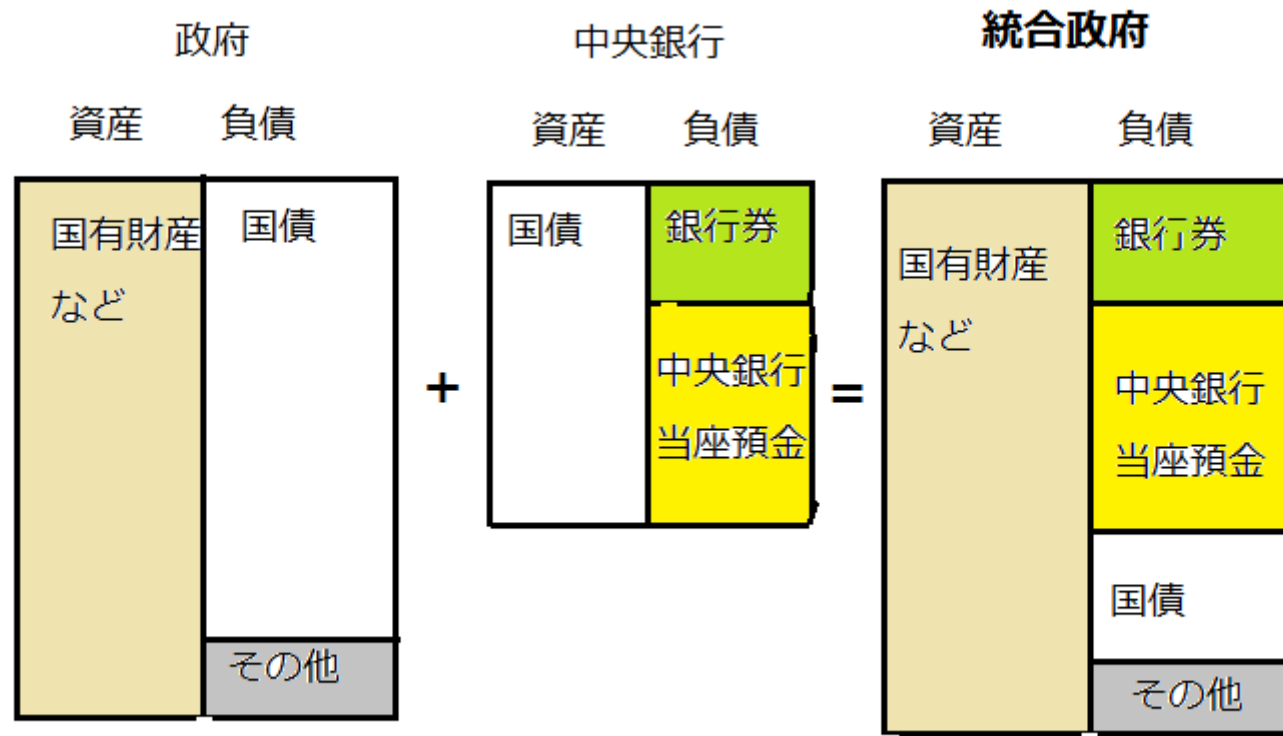 政府
資産 負債
国有財産
など
国債
その他
+
中央銀行
資産 負債
国債
銀行券
中央銀行
当座預金
=
統合政府
資産 負債
国有財産
など
銀行券
中央銀行
当座預金
国債
その他